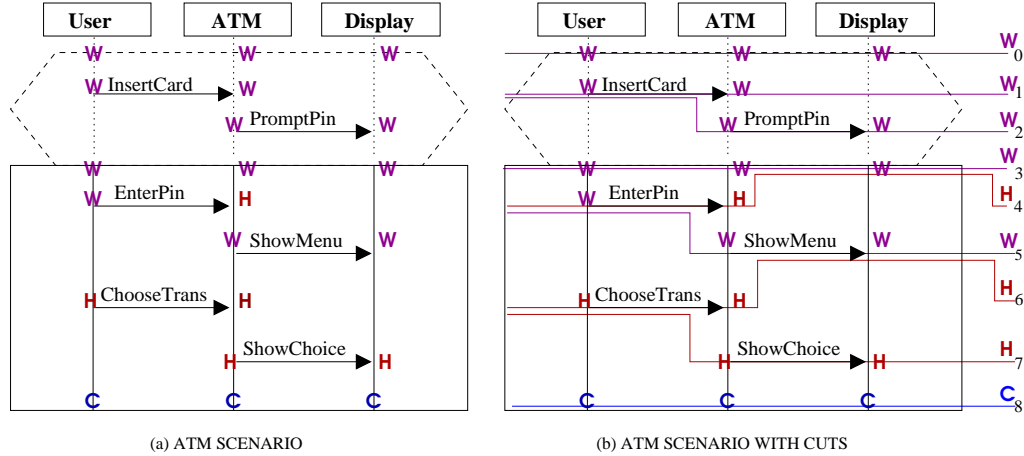 User ATM Display User ATM Display
W W W W W W W 0
W InsertCard W W InsertCard W W 1
W PromptPin W W PromptPin W W 2
W W W W W W W 3
W EnterPin H W EnterPin H H 4
W ShowMenu W W ShowMenu W W 5
H ChooseTrans H H ChooseTrans H H 6
H ShowChoice H H ShowChoice H H 7
C C C C C C C 8
(a) ATM SCENARIO (b) ATM SCENARIO WITH CUTS